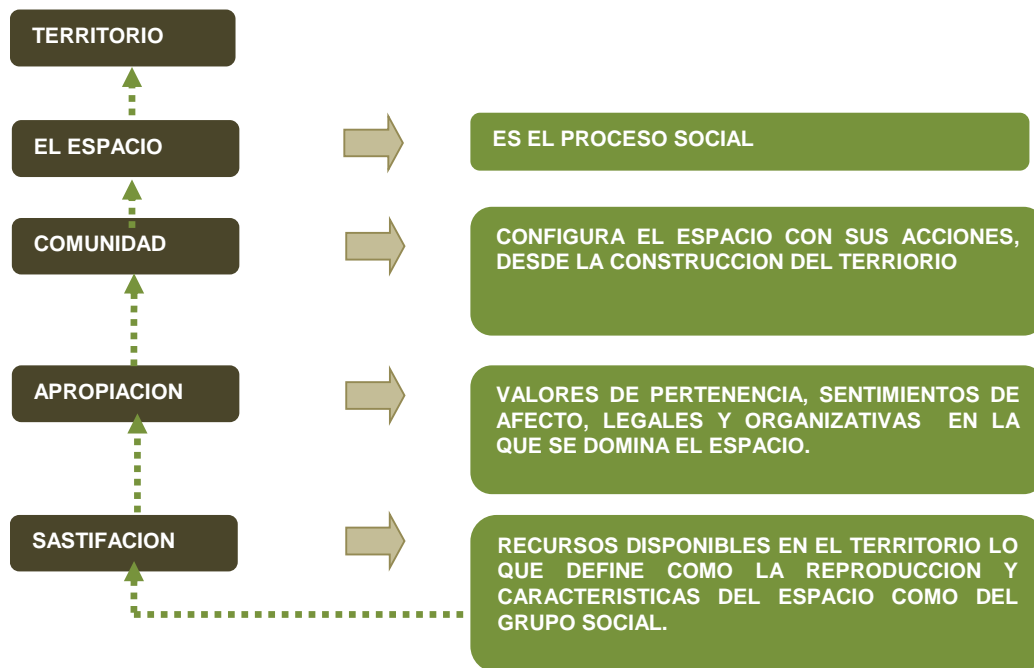 TERRITORIO
EL ESPACIO
ES EL PROCESO SOCIAL
COMUNIDAD
CONFIGURA EL ESPACIO CON SUS ACCIONES,
DESDE LA CONSTRUCCION DEL TERRIORIO
APROPIACION
VALORES DE PERTENENCIA, SENTIMIENTOS DE
AFECTO, LEGALES Y ORGANIZATIVAS EN LA
QUE SE DOMINA EL ESPACIO.
SASTIFACION
RECURSOS DISPONIBLES EN EL TERRITORIO LO
QUE DEFINE COMO LA REPRODUCCION Y
CARACTERISTICAS DEL ESPACIO COMO DEL
GRUPO SOCIAL.